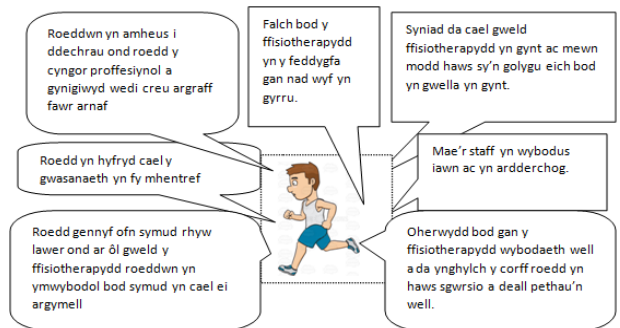 Roeddwn yn amheus i
ddechrau ond roedd y
cyngor proffesiynol a
gynigiwyd wedi creu argraff
fawr arnaf
Falch bod y
ffisiotherapydd
yn y feddygfa
gan nad wyf yn
gyrru.
Syniad da cael gweld
ffisiotherapydd yn gynt ac mewn
modd haws sy’n golygu eich bod
yn gwella yn gynt.
Roedd yn hyfryd cael y
gwasanaeth yn fy mhentref
Mae’r staff yn wybodus
iawn ac yn ardderchog.
Roedd gennyf ofn symud rhyw
lawer ond ar ôl gweld y
ffisiotherapydd roeddwn yn
ymwybodol bod symud yn cael ei
argymell
Oherwydd bod gan y
ffisiotherapydd wybodaeth well
a da ynghylch y corff roedd yn
haws sgwrsio a deall pethau’n
well.